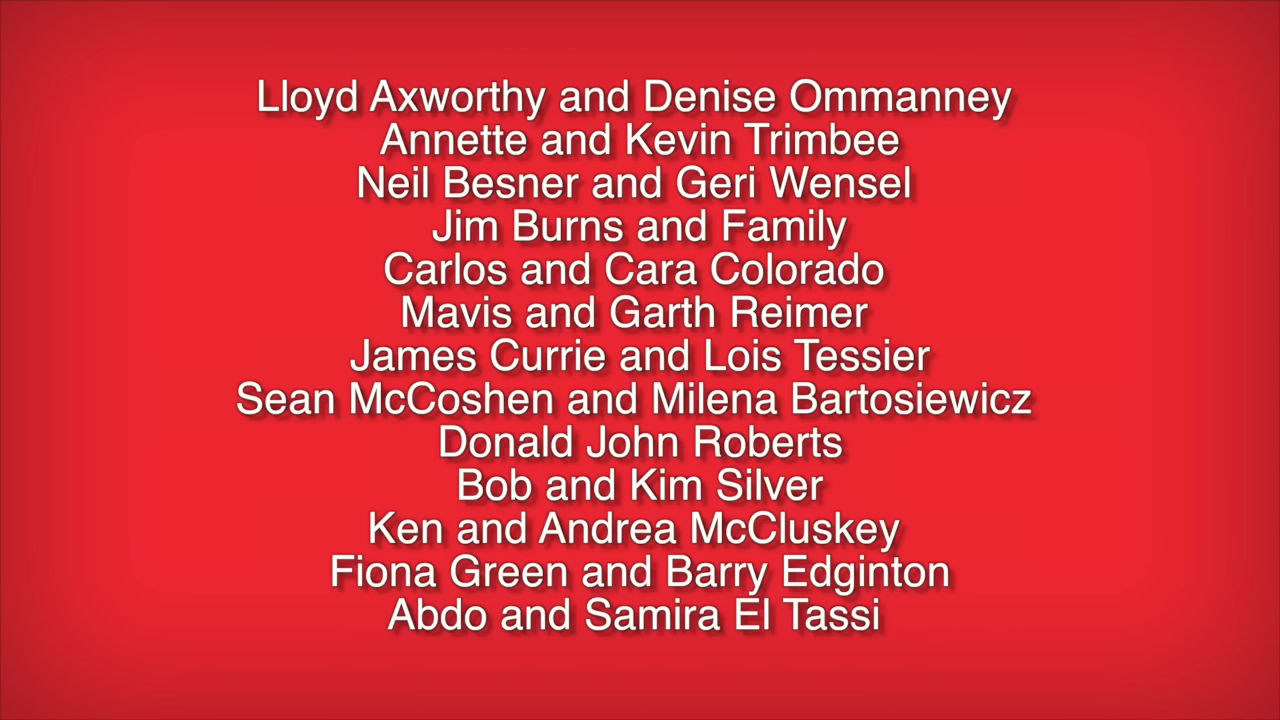 Lloyd Axworthy and Denise Ommanney
Annette and Kevin Trimbee
Neil Besner and Geri Wensel
Jim Burns and Family
Carlos and Cara Colorado
Mavis and Garth Reimer
James Currie and Lois Tessier
Sean McCoshen and Milena Bartosiewicz
Donald John Roberts
Bob and Kim Silver
Ken and Andrea McCluskey
Fiona Green and Barry Edginton
Abdo and Samira El Tassi